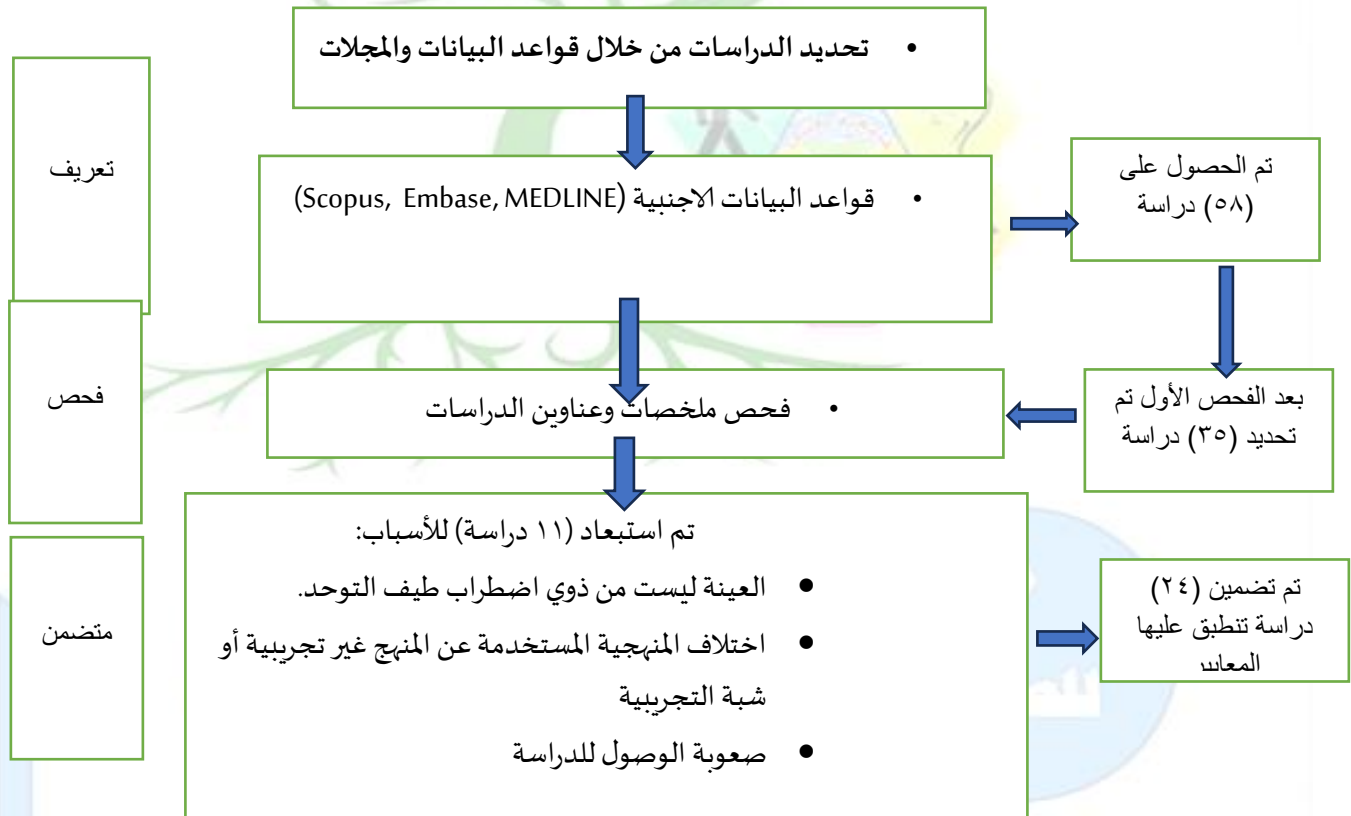 • تحديد الدراسات من خلال قواعد البيانات والمجلات
تعريف
• قواعد البيانات الاجنبية (Scopus, Embase, MEDLINE)
تم الحصول على
(٥٨) دراسة
فحص
• فحص ملخصات وعناوين الدراسات
بعد الفحص الأول تم
تحديد (٣٥) دراسة
متضمن
تم استبعاد (١١ دراسة) للأسباب:
● العينة ليست من ذوي اضطراب طيف التوحد.
● اختلاف المنهجية المستخدمة عن المنهج غير تجريبية أو
شبة التجريبية
● صعوبة الوصول للدراسة
تم تضمين (٢٤)
دراسة تنطبق عليها
المعايير